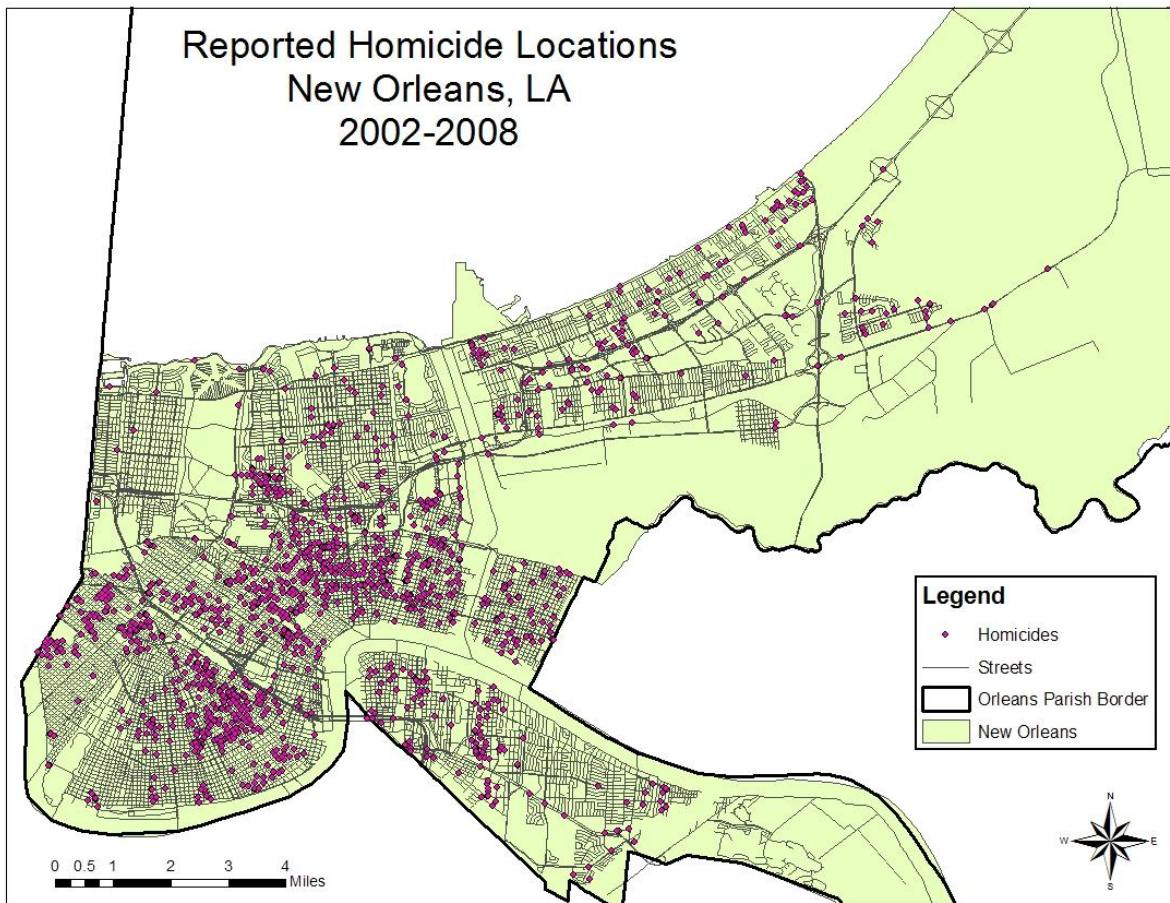 Reported Homicide Locations
New Orleans, LA
2002-2008
Legend
Homicides
Streets
Orleans Parish Border
New Orleans
N
W
E
S
0 0.5 1 2 3 4
Miles